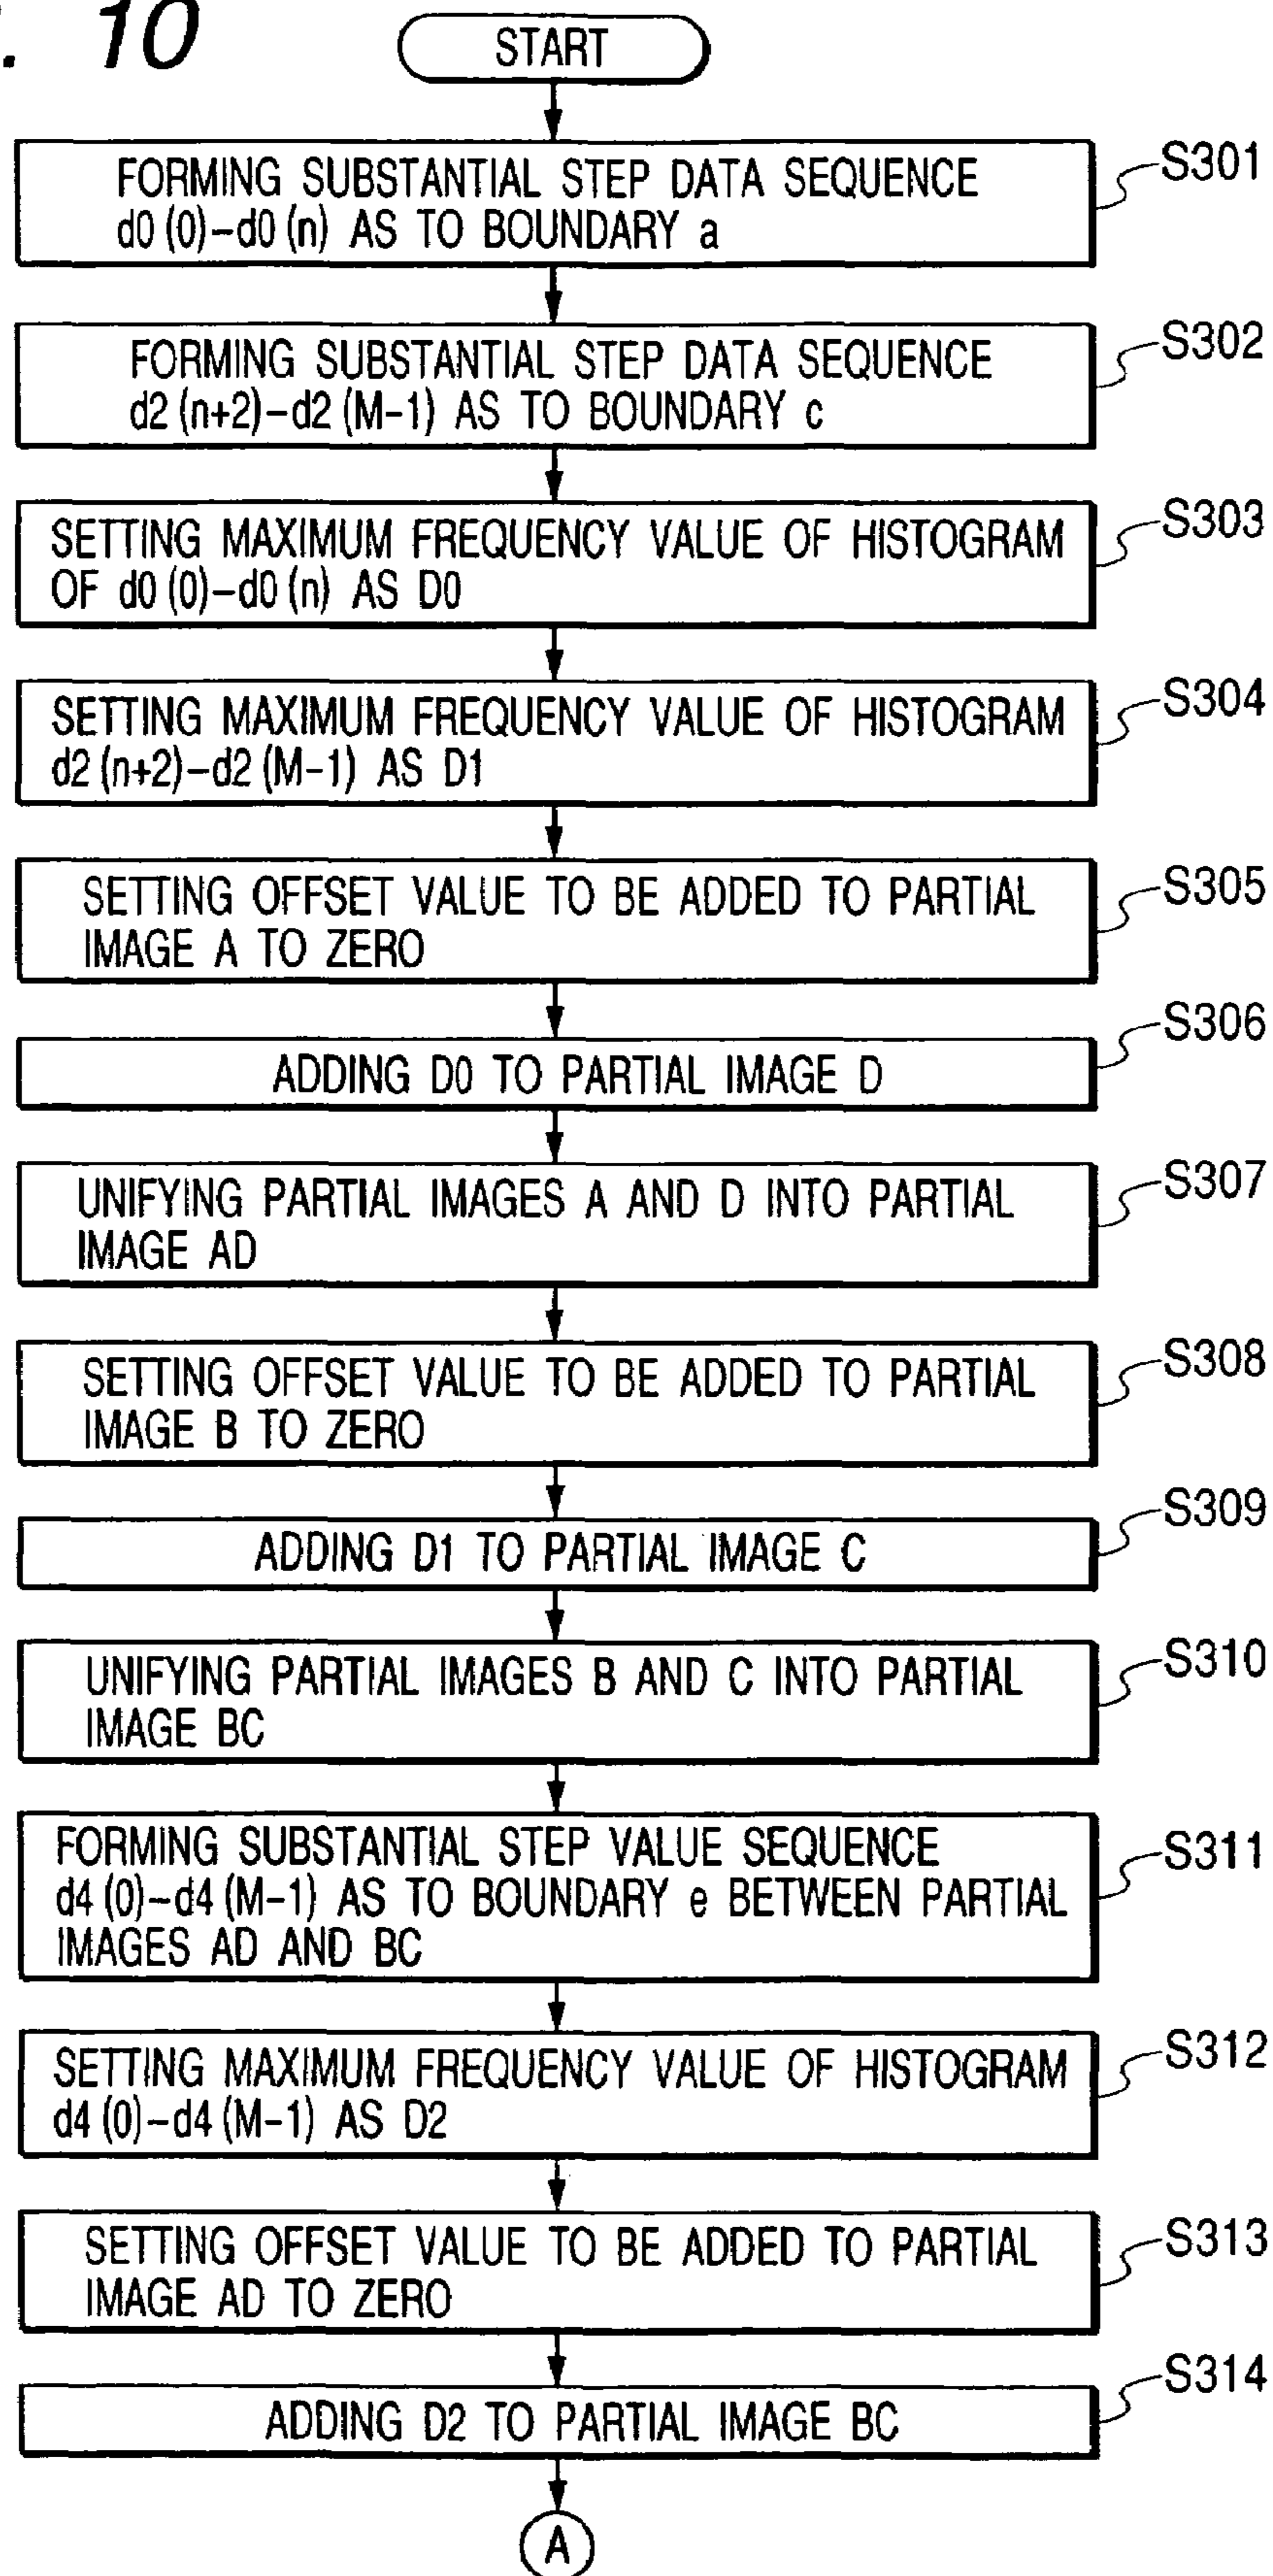 . 10
START
FORMING SUBSTANTIAL STEP DATA SEQUENCE
d0(0)-d0(n) AS TO BOUNDARY a
S301
FORMING SUBSTANTIAL STEP DATA SEQUENCE
d2(n+2)-d2(M-1) AS TO BOUNDARY c
S302
SETTING MAXIMUM FREQUENCY VALUE OF HISTOGRAM
OF d0(0)-d0(n) AS D0
S303
SETTING MAXIMUM FREQUENCY VALUE OF HISTOGRAM
d2(n+2)-d2(M-1) AS D1
S304
SETTING OFFSET VALUE TO BE ADDED TO PARTIAL
IMAGE A TO ZERO
S305
ADDING D0 TO PARTIAL IMAGE D
S306
UNIFYING PARTIAL IMAGES A AND D INTO PARTIAL
IMAGE AD
S307
SETTING OFFSET VALUE TO BE ADDED TO PARTIAL
IMAGE B TO ZERO
S308
ADDING D1 TO PARTIAL IMAGE C
S309
UNIFYING PARTIAL IMAGES B AND C INTO PARTIAL
IMAGE BC
S310
FORMING SUBSTANTIAL STEP VALUE SEQUENCE
d4(0)-d4(M-1) AS TO BOUNDARY e BETWEEN PARTIAL
IMAGES AD AND BC
S311
SETTING MAXIMUM FREQUENCY VALUE OF HISTOGRAM
d4(0)-d4(M-1) AS D2
S312
SETTING OFFSET VALUE TO BE ADDED TO PARTIAL
IMAGE AD TO ZERO
S313
ADDING D2 TO PARTIAL IMAGE BC
S314
A